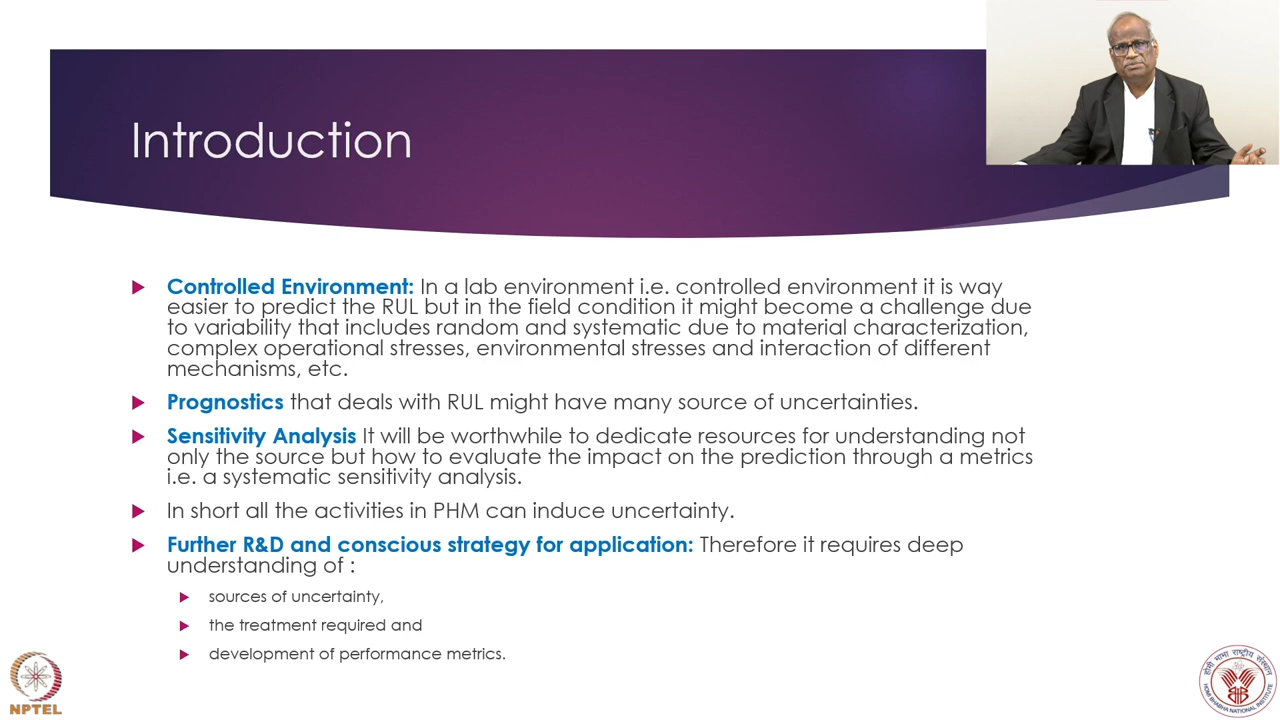 Introduction
Controlled Environment: In a lab environment i.e. controlled environment it is way
easier to predict the RUL but in the field condition it might become a challenge due
to variability that includes random and systematic due to material characterization,
complex operational stresses, environmental stresses and interaction of different
mechanisms, etc.
Prognostics that deals with RUL might have many source of uncertainties.
Sensitivity Analysis It will be worthwhile to dedicate resources for understanding not
only the source but how to evaluate the impact on the prediction through a metrics
i.e. a systematic sensitivity analysis.
In short all the activities in PHM can induce uncertainty.
Further R&D and conscious strategy for application: Therefore it requires deep
understanding of :
sources of uncertainty,
the treatment required and
development of performance metrics.
NPTEL
होमी भाभा राष्ट्रीय संस्थान
HOMI BHABHA NATIONAL INSTITUTE